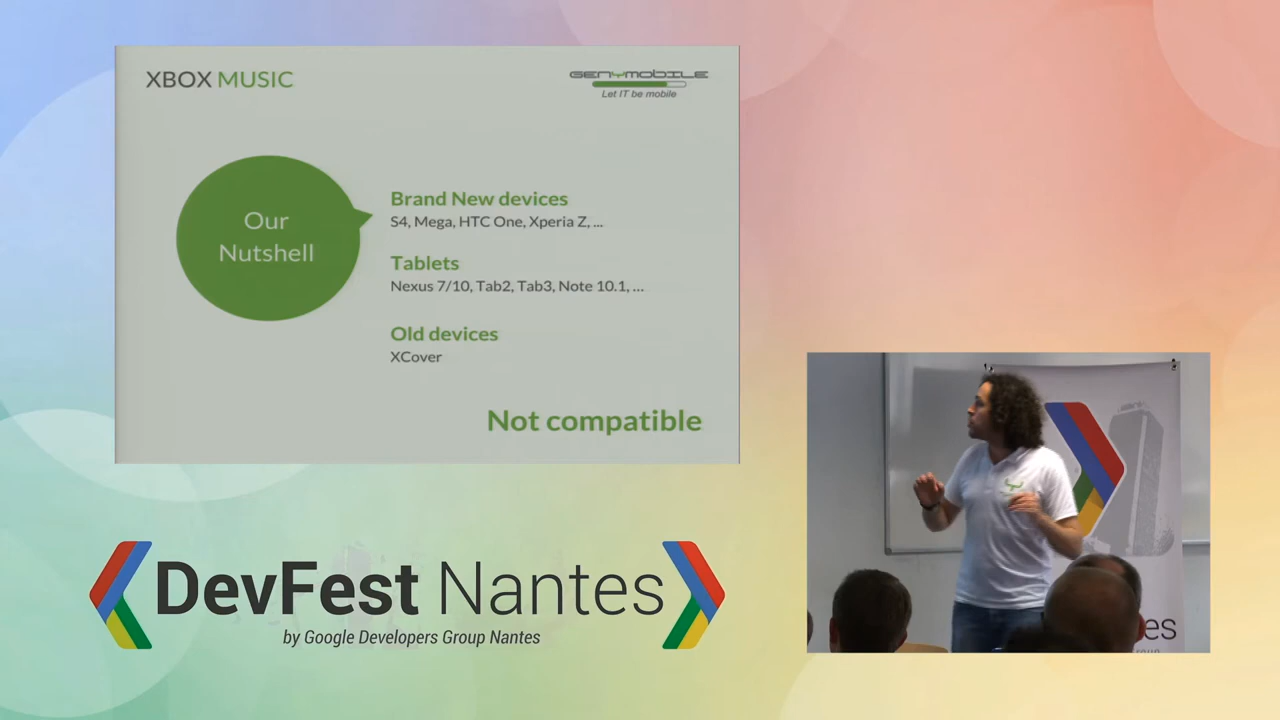 XBOX MUSIC
GENYMOBILE
Let IT be mobile
Our
Nutshell
Brand New devices
S4, Mega, HTC One, Xperia Z, ...
Tablets
Nexus 7/10, Tab2, Tab3, Note 10.1, ...
Old devices
XCover
Not compatible
DevFest Nantes
by Google Developers Group Nantes
es